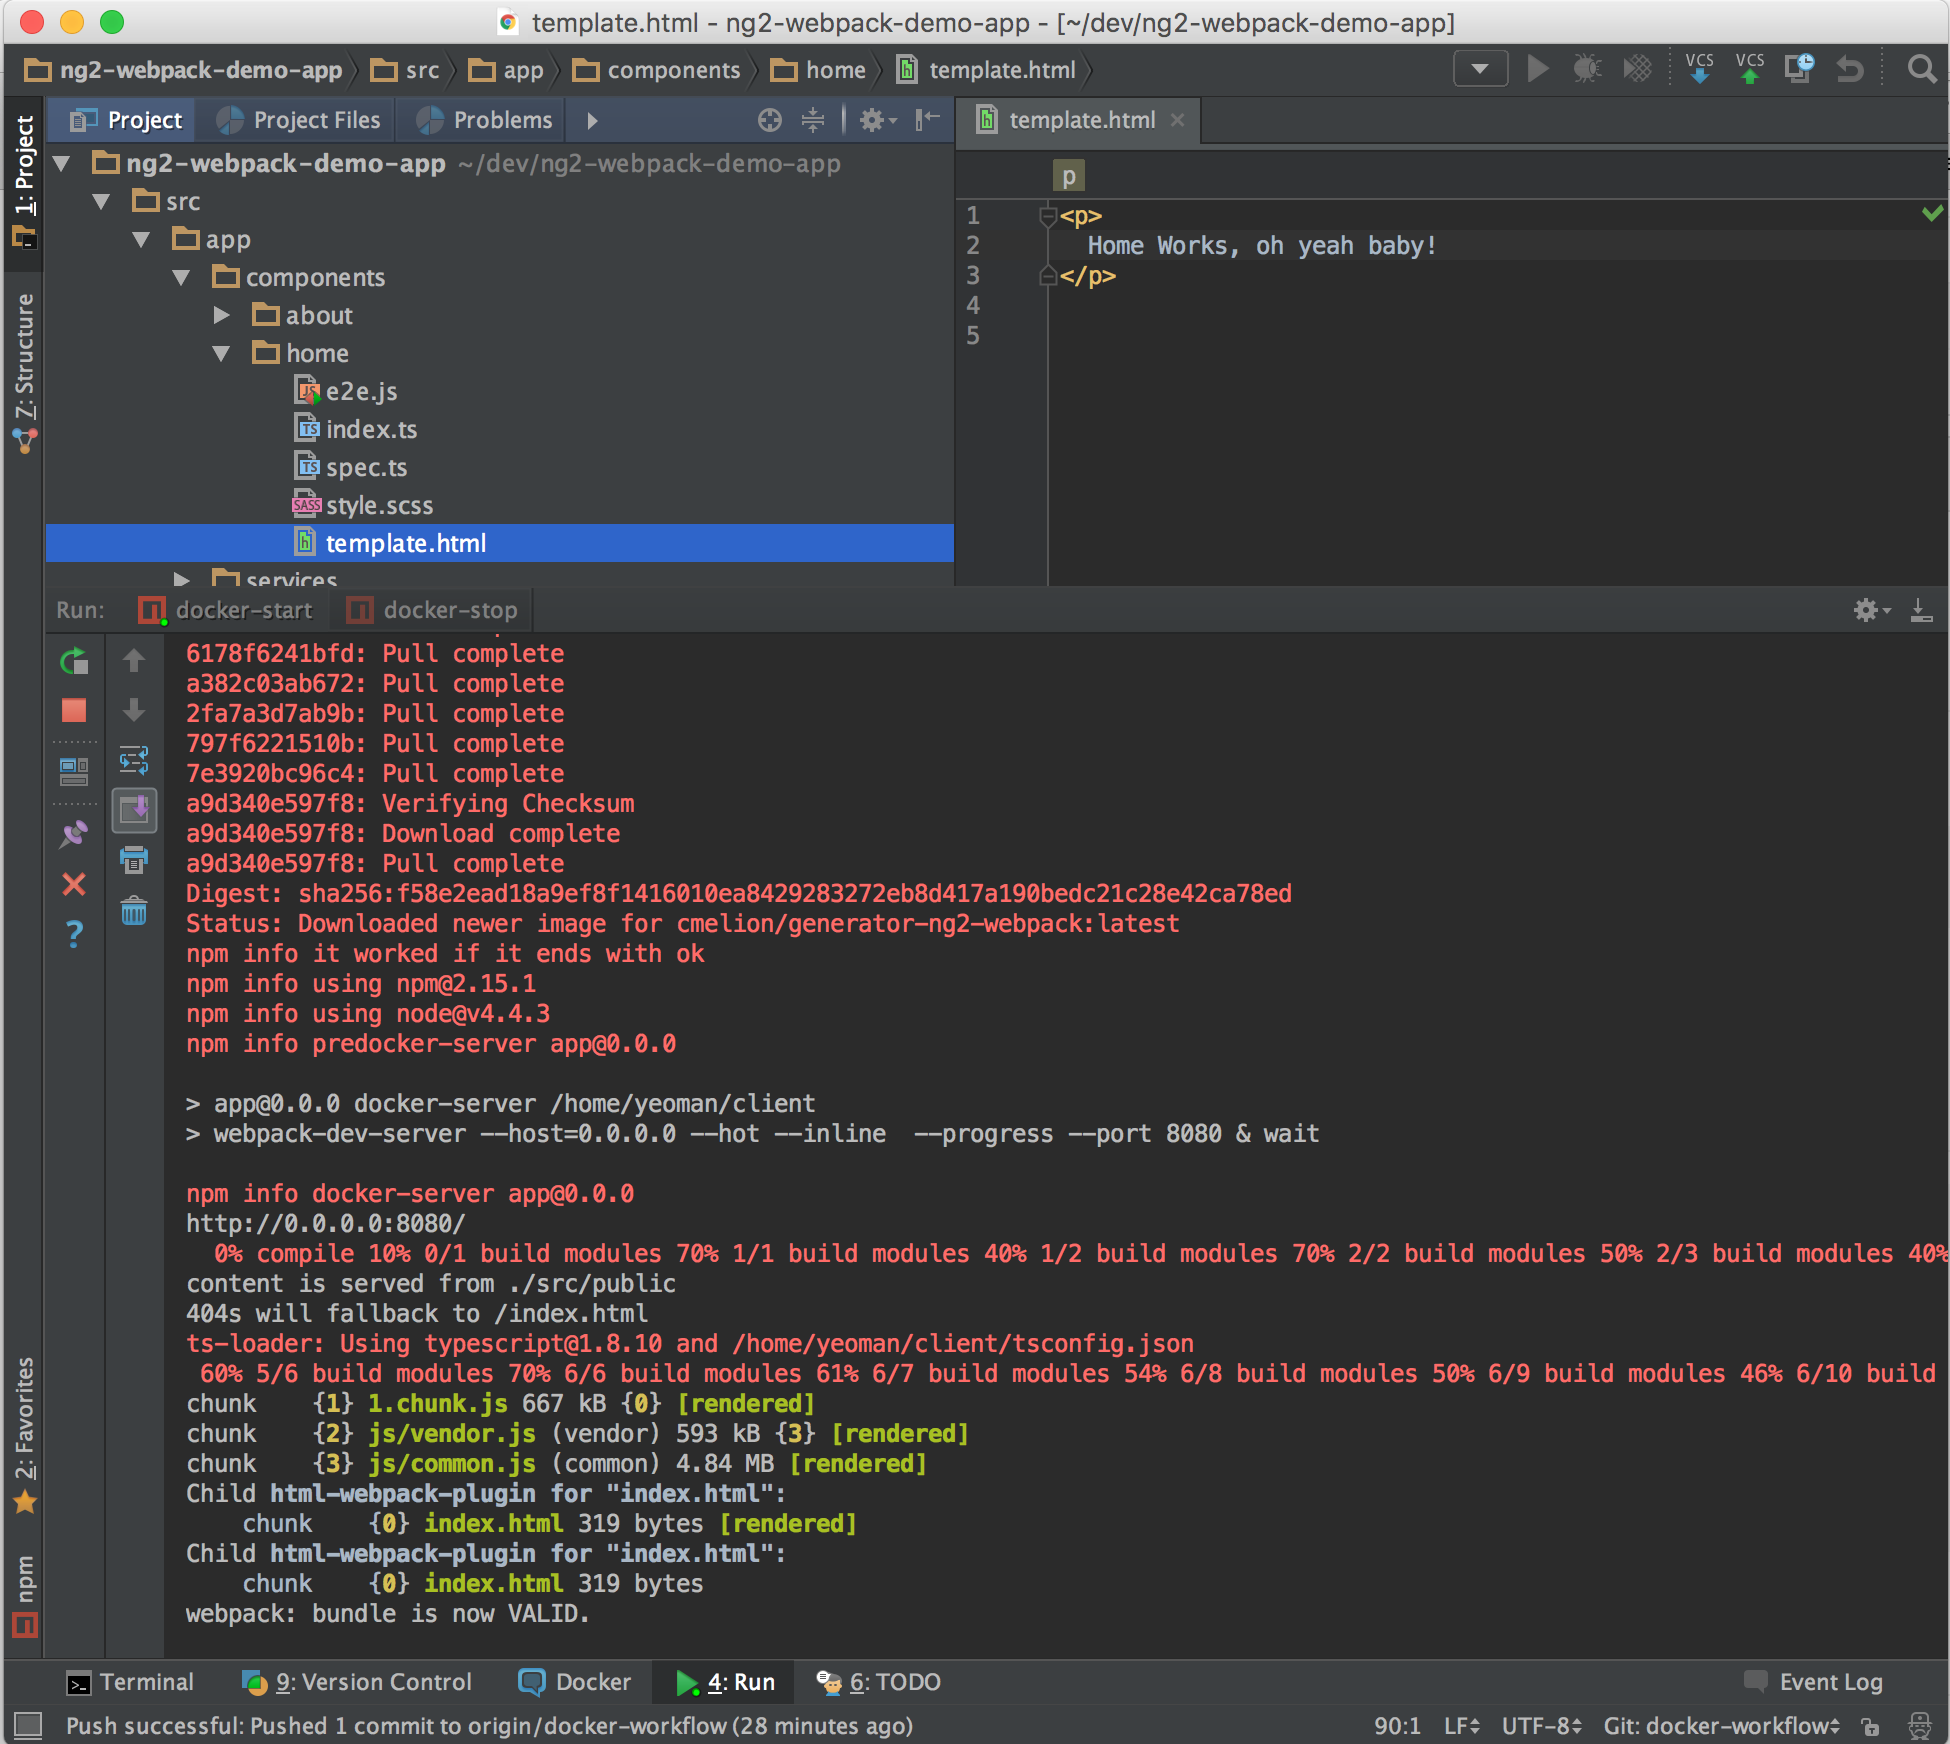 template.html - ng2-webpack-demo-app - [~/dev/ng2-webpack-demo-app]
ng2-webpack-demo-app src app components home template.html
VCS VCS
1: Project
7: Structure
2: Favorites
npm
Project Project Files Problems
ng2-webpack-demo-app ~/dev/ng2-webpack-demo-app
src
app
components
about
home
e2e.js
index.ts
spec.ts
style.scss
template.html
services
template.html
p
1 <p>
2 Home Works, oh yeah baby!
3 </p>
4
5
Run: docker-start docker-stop
6178f6241bfd: Pull complete
a382c03ab672: Pull complete
2fa7a3d7ab9b: Pull complete
797f6221510b: Pull complete
7e3920bc96c4: Pull complete
a9d340e597f8: Verifying Checksum
a9d340e597f8: Download complete
a9d340e597f8: Pull complete
Digest: sha256:f58e2ead18a9ef8f1416010ea8429283272eb8d417a190bedc21c28e42ca78ed
Status: Downloaded newer image for cmelion/generator-ng2-webpack:latest
npm info it worked if it ends with ok
npm info using npm@2.15.1
npm info using node@v4.4.3
npm info predocker-server app@0.0.0
> app@0.0.0 docker-server /home/yeoman/client
> webpack-dev-server --host=0.0.0.0 --hot --inline  --progress --port 8080 & wait
npm info docker-server app@0.0.0
http://0.0.0.0:8080/
0% compile 10% 0/1 build modules 70% 1/1 build modules 40% 1/2 build modules 70% 2/2 build modules 50% 2/3 build modules 40%
content is served from ./src/public
404s will fallback to /index.html
ts-loader: Using typescript@1.8.10 and /home/yeoman/client/tsconfig.json
60% 5/6 build modules 70% 6/6 build modules 61% 6/7 build modules 54% 6/8 build modules 50% 6/9 build modules 46% 6/10 build
chunk    {1} 1.chunk.js 667 kB {0} [rendered]
chunk    {2} js/vendor.js (vendor) 593 kB {3} [rendered]
chunk    {3} js/common.js (common) 4.84 MB [rendered]
Child html-webpack-plugin for "index.html":
chunk    {0} index.html 319 bytes [rendered]
Child html-webpack-plugin for "index.html":
chunk    {0} index.html 319 bytes
webpack: bundle is now VALID.
Terminal 9: Version Control Docker 4: Run 6: TODO Event Log
Push successful: Pushed 1 commit to origin/docker-workflow (28 minutes ago) 90:1 LF UTF-8 Git: docker-workflow